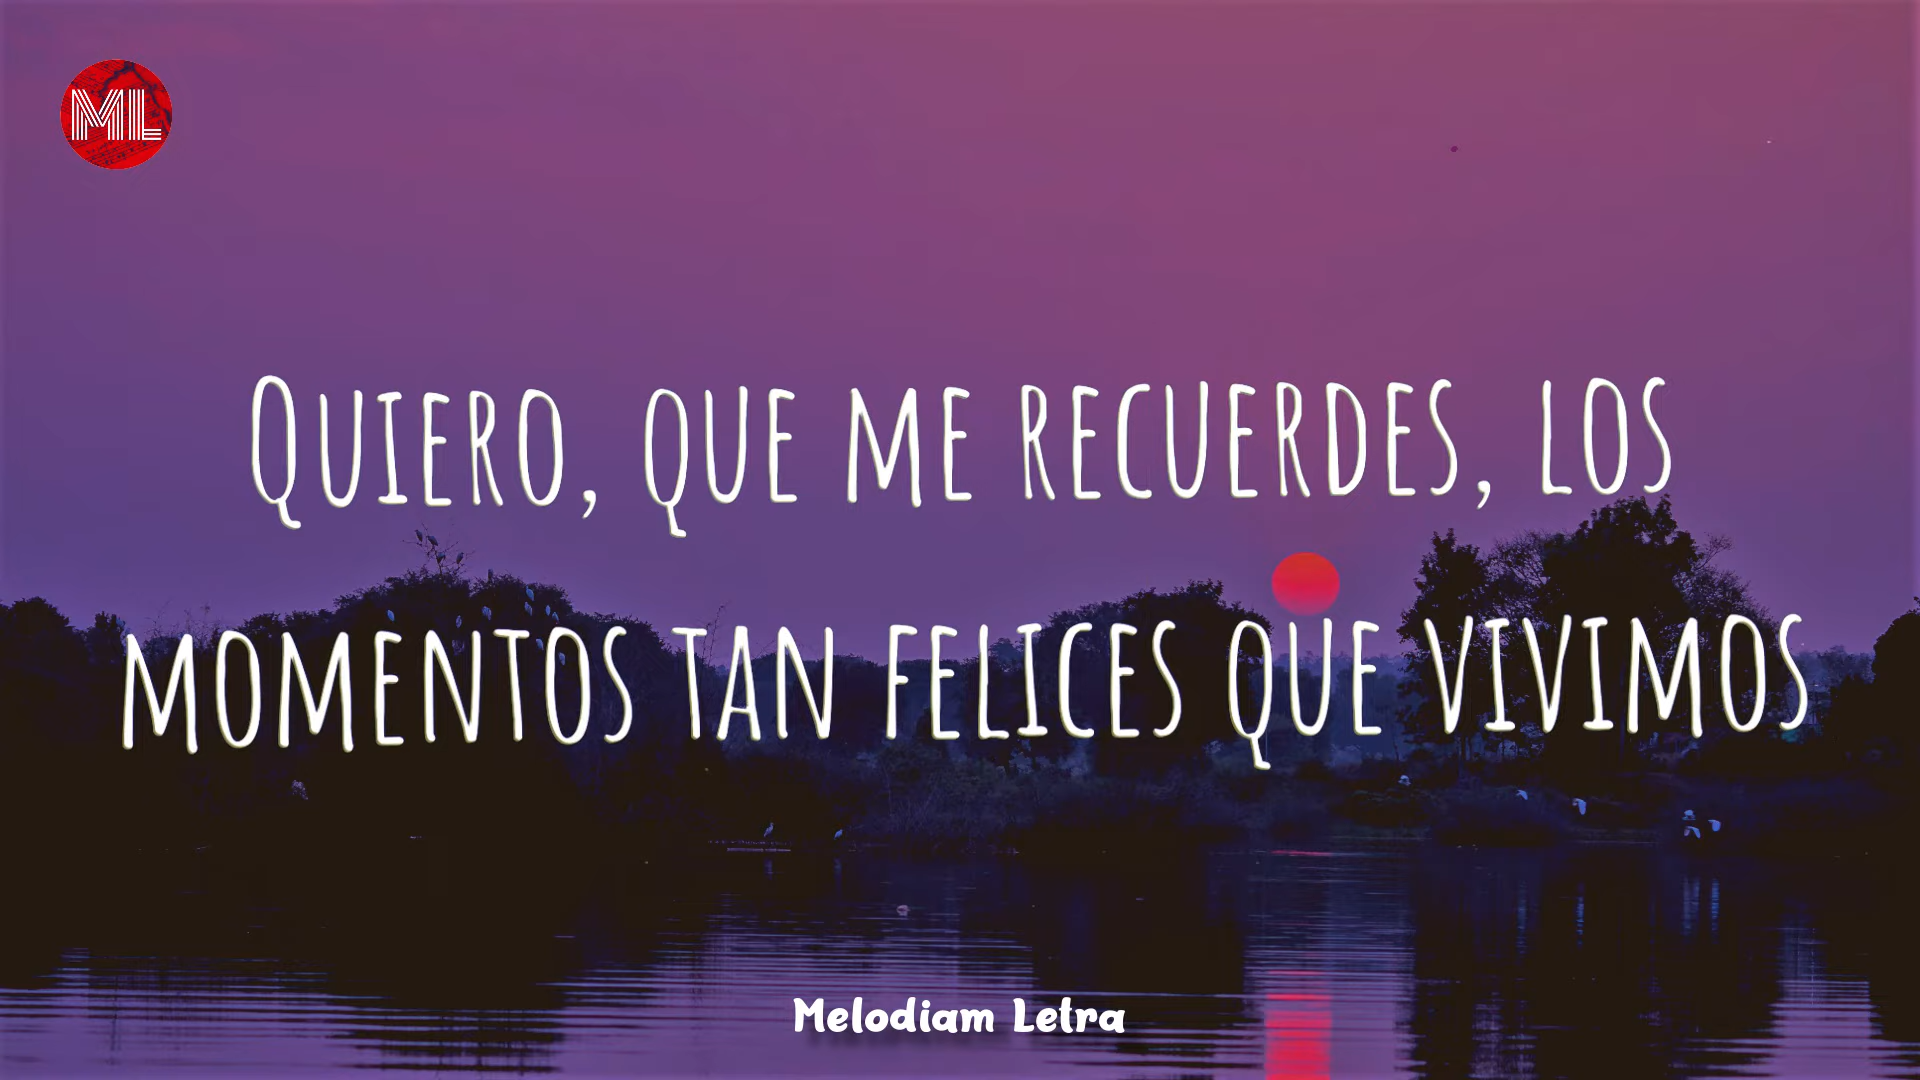 ML
Quiero, que me recuerdes, los
momentos tan felices que vivimos
Melodiam Letra